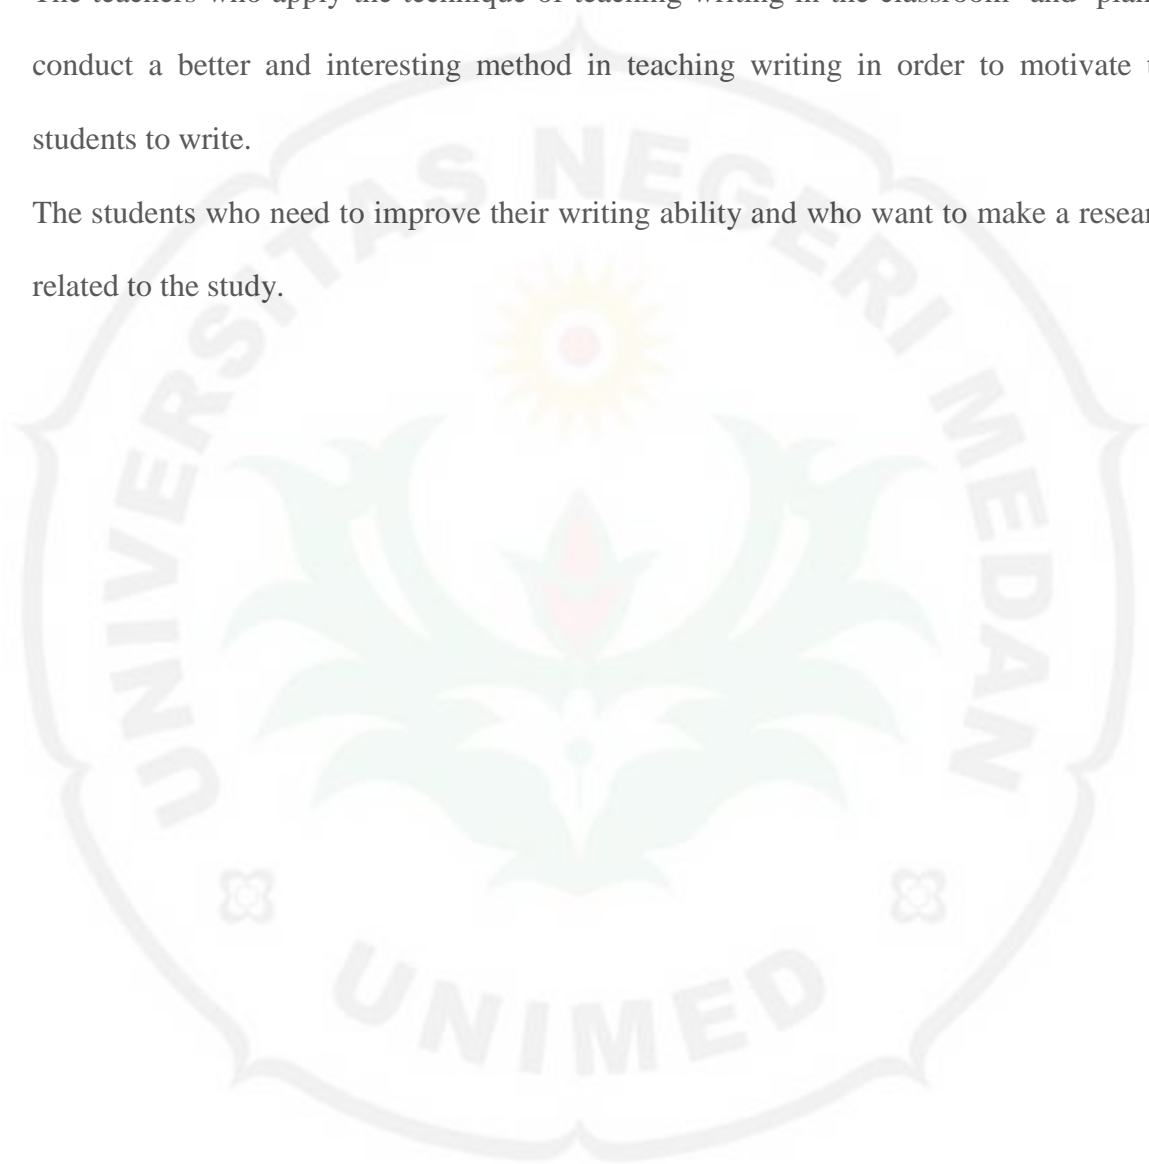 The teachers who apply the technique of teaching writing in the classroom and plan
conduct a better and interesting method in teaching writing in order to motivate
students to write.
The students who need to improve their writing ability and who want to make a
related to the study.
UNIVERSITAS NEGERI MEDAN
UNIMED